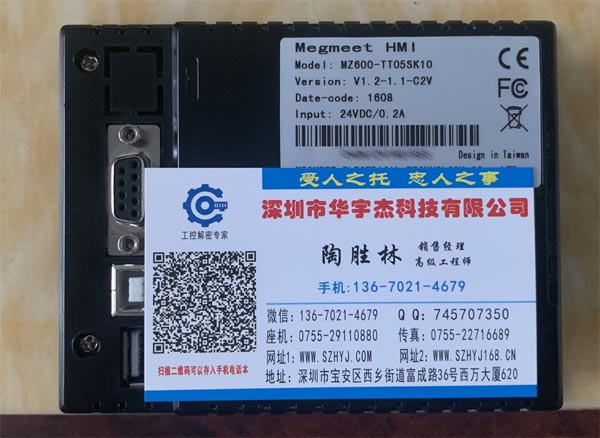 Megmeet HMI
Model: MZ600-TT05SK10
Version: V1.2-1.1-C2V
Date-code: 1608
Input: 24VDC/0.2A
CE
FC
Design in Taiwan
受人之托 忠人之事
深圳市华宇杰科技有限公司
工控解密专家
陶胜林 销售经理
高级工程师
手机:136-7021-4679
微信:136-7021-4679 QQ:745707350
座机:0755-29110880 传真:0755-22716689
网址1:WWW.SZHYJ.COM 网址2:WWW.SZHYJ168.CN
地址:深圳市宝安区西乡街道富成路36号西万大厦620
扫描二维码可以存入手机电话本